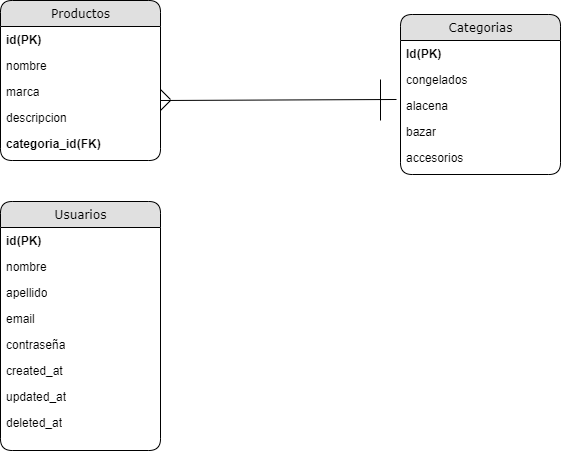 Productos
id(PK)
nombre
marca
descripcion
categoria_id(FK)
Categorias
Id(PK)
congelados
alacena
bazar
accesorios
Usuarios
id(PK)
nombre
apellido
email
contraseña
created_at
updated_at
deleted_at